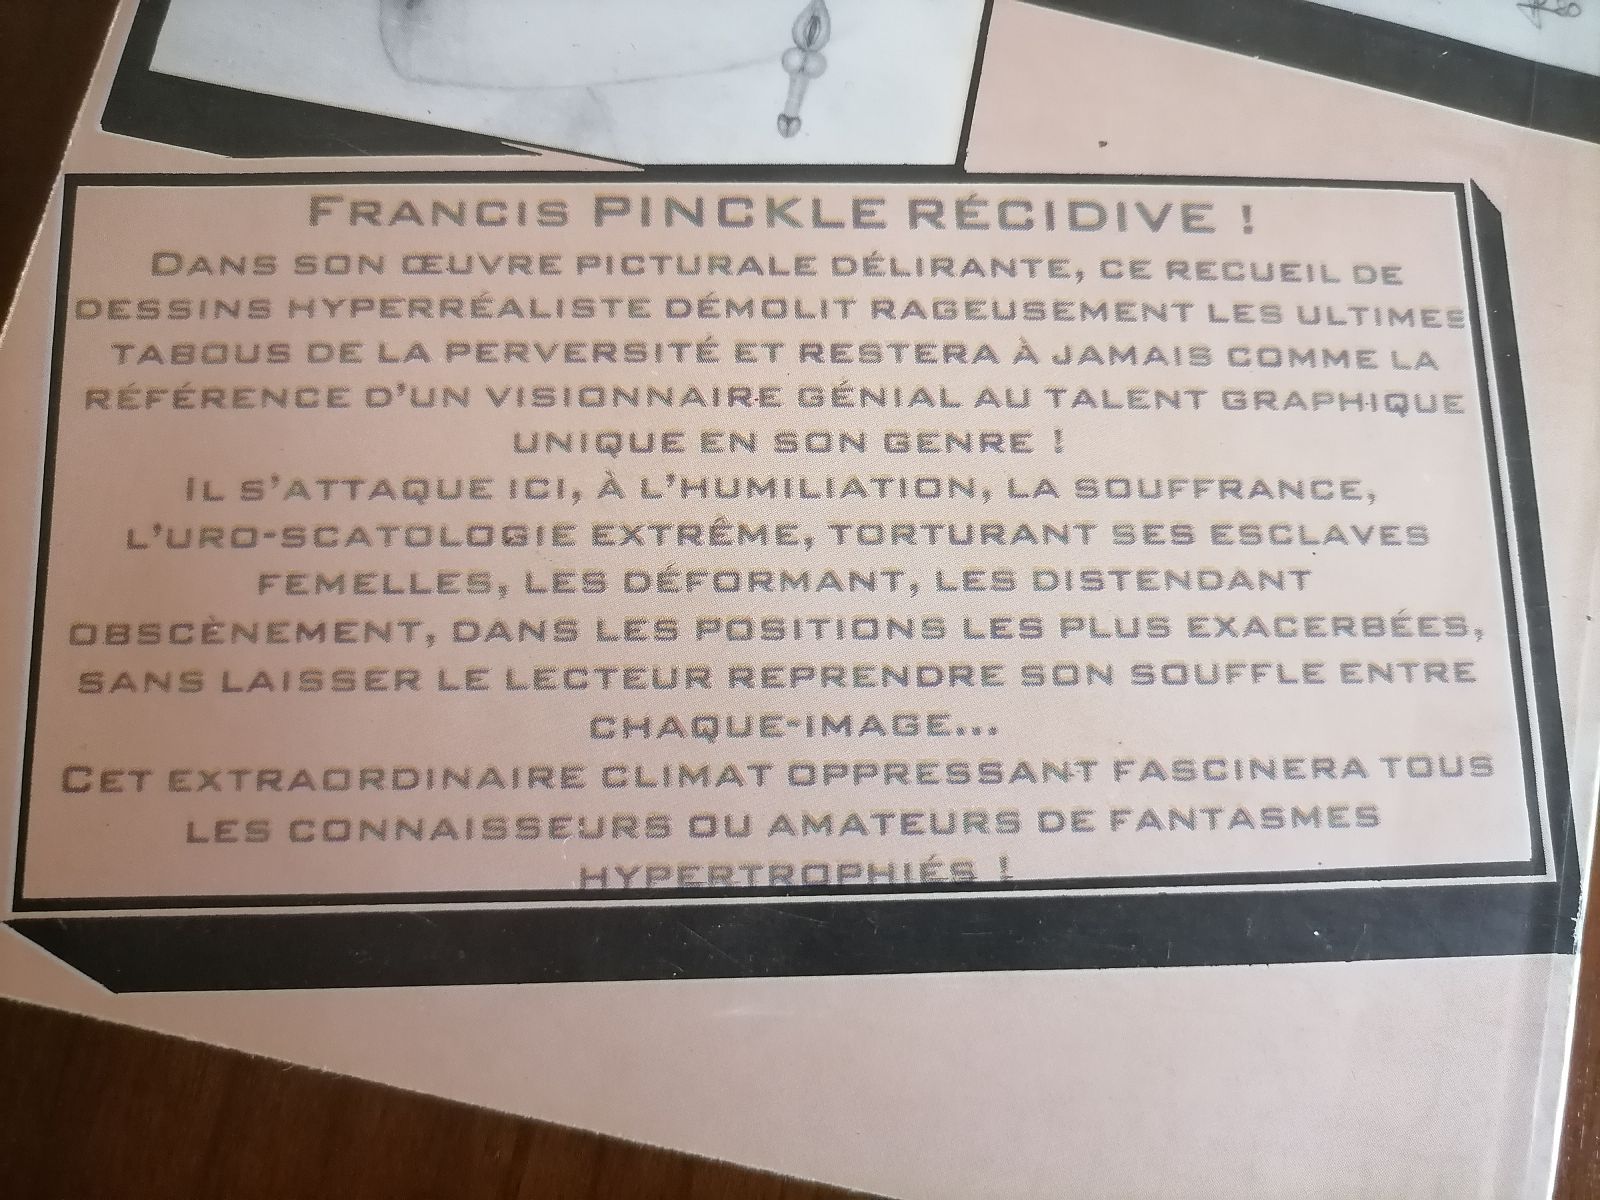 FRANCIS PINCKLE RÉCIDIVE !
DANS SON ŒUVRE PICTURALE DÉLIRANTE, CE RECUEIL DE
DESSINS HYPERRÉALISTE DÉMOLIT RAGEUSEMENT LES ULTIMES
TABOUS DE LA PERVERSITÉ ET RESTERA À JAMAIS COMME LA
RÉFÉRENCE D'UN VISIONNAIRE GÉNIAL AU TALENT GRAPHIQUE
UNIQUE EN SON GENRE !
IL S'ATTAQUE ICI, À L'HUMILIATION, LA SOUFFRANCE,
L'URO-SCATOLOGIE EXTRÊME, TORTURANT SES ESCLAVES
FEMELLES, LES DÉFORMANT, LES DISTENDANT
OBSCÈNEMENT, DANS LES POSITIONS LES PLUS EXACERBÉES,
SANS LAISSER LE LECTEUR REPRENDRE SON SOUFFLE ENTRE
CHAQUE-IMAGE...
CET EXTRAORDINAIRE CLIMAT OPPRESSANT FASCINERA TOUS
LES CONNAISSEURS OU AMATEURS DE FANTASMES
HYPERTROPHIÉS !